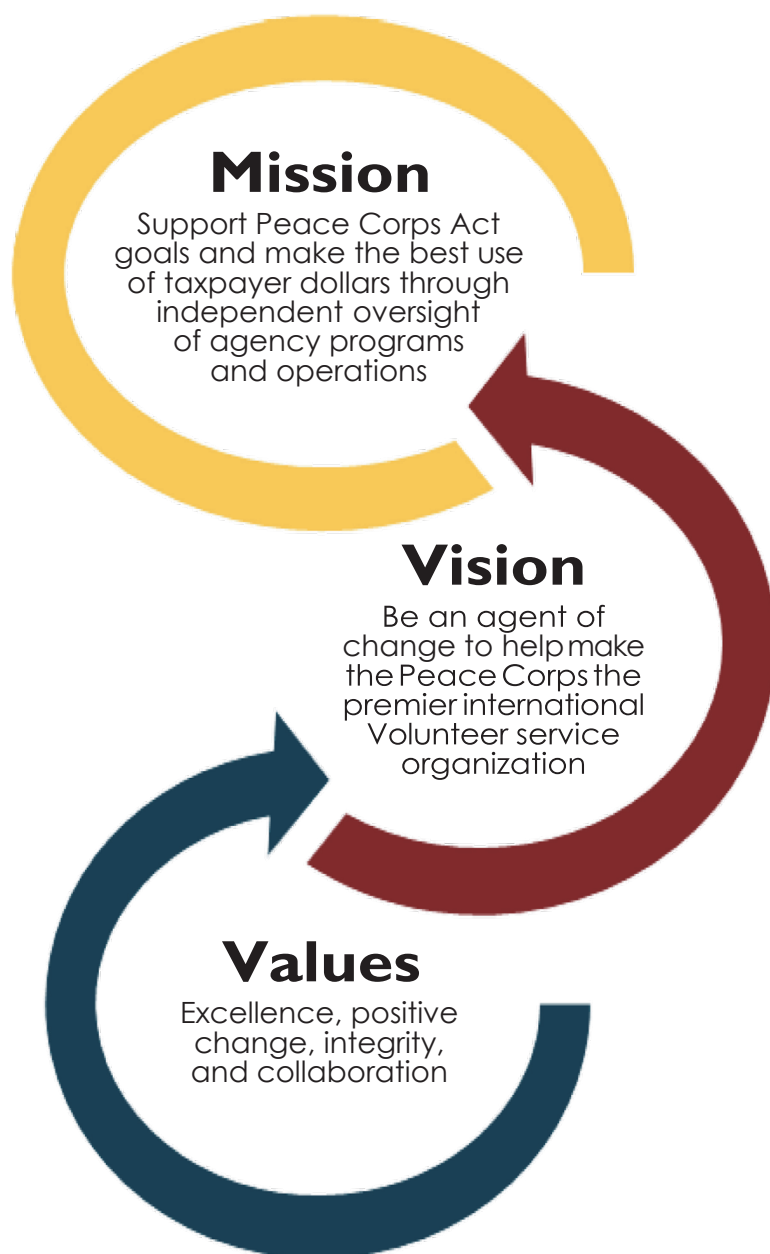 Mission
Support Peace Corps Act
goals and make the best use
of taxpayer dollars through
independent oversight
of agency programs
and operations
Vision
Be an agent of
change to help make
the Peace Corps the
premier international
Volunteer service
organization
Values
Excellence, positive
change, integrity,
and collaboration